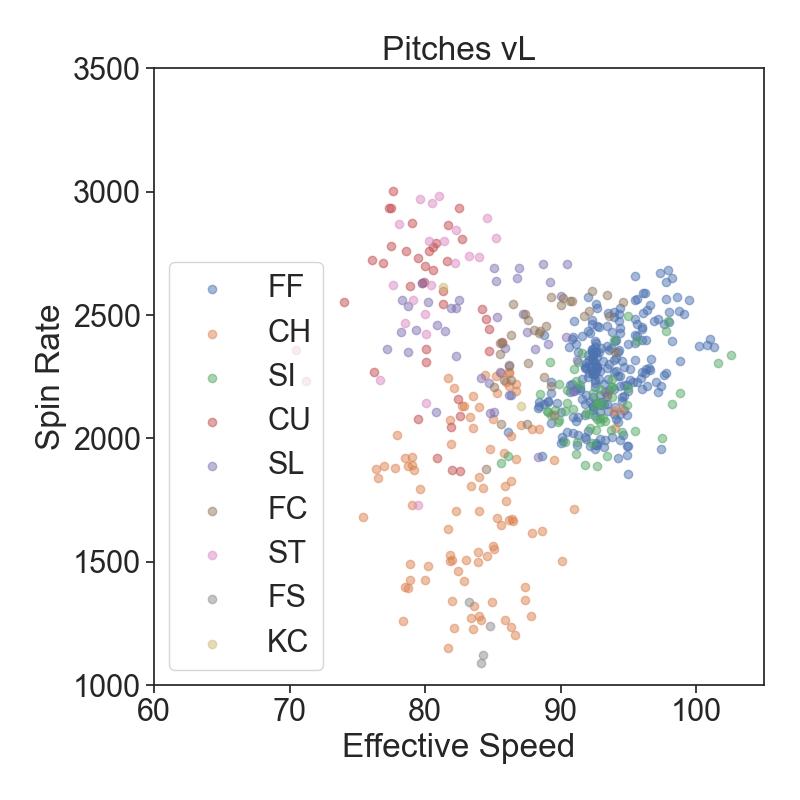 Pitches vL
3500
3000
2500
2000
1500
1000
Spin Rate
FF
CH
SI
CU
SL
FC
ST
FS
KC
60 70 80 90 100
Effective Speed